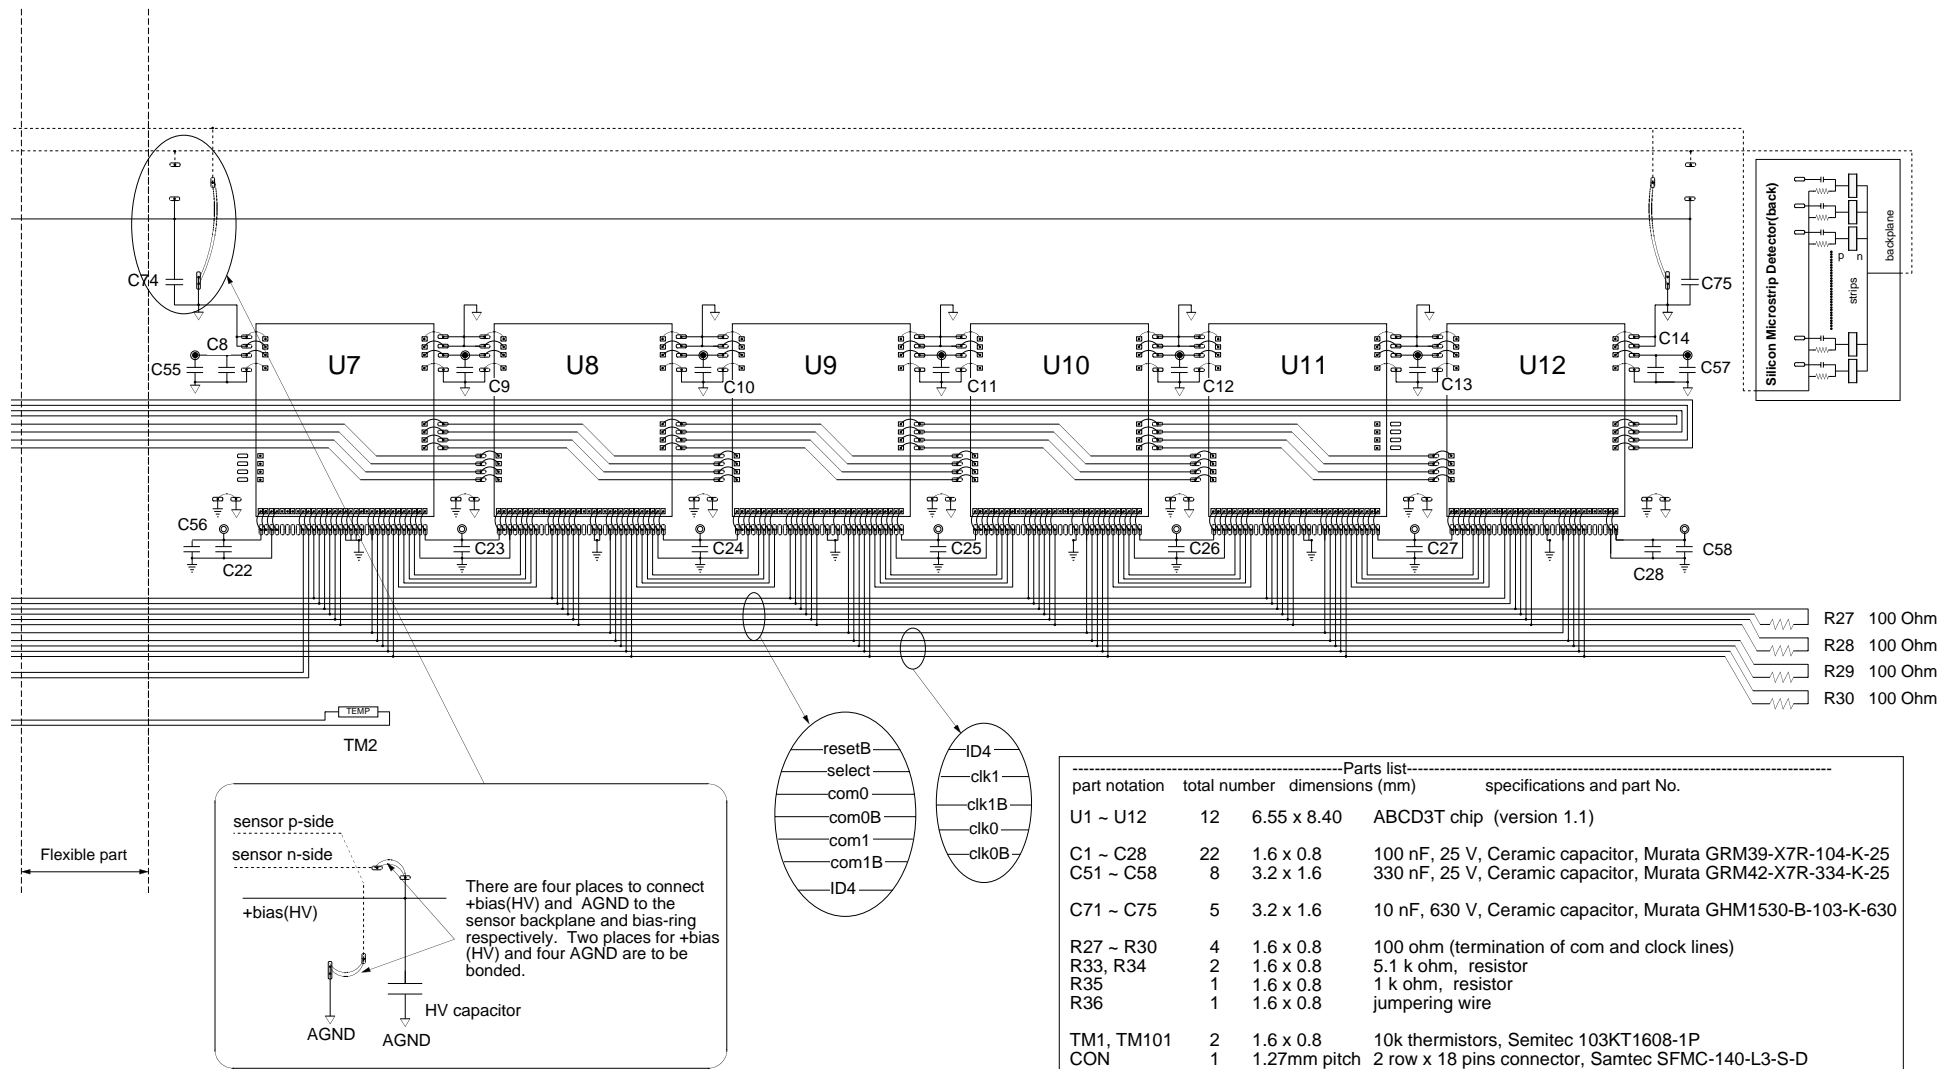 Silicon Microstrip Detector(back)
backplane
p n
strips
C74
C75
C8
C55
U7
C9
U8
C10
U9
C11
U10
C12
U11
C13
U12
C14
C57
C56
C22
C23
C24
C25
C26
C27
C28
C58
R27 100 Ohm
R28 100 Ohm
R29 100 Ohm
R30 100 Ohm
TEMP
TM2
resetB
select
com0
com0B
com1
com1B
ID4
ID4
clk1
clk1B
clk0
clk0B
Flexible part
sensor p-side
sensor n-side
+bias(HV)
There are four places to connect
+bias(HV) and AGND to the
sensor backplane and bias-ring
respectively. Two places for +bias
(HV) and four AGND are to be
bonded.
HV capacitor
AGND
AGND
Parts list
part notation total number dimensions (mm) specifications and part No.
U1 ~ U12 12 6.55 x 8.40 ABCD3T chip (version 1.1)
C1 ~ C28 22 1.6 x 0.8 100 nF, 25 V, Ceramic capacitor, Murata GRM39-X7R-104-K-25
C51 ~ C58 8 3.2 x 1.6 330 nF, 25 V, Ceramic capacitor, Murata GRM42-X7R-334-K-25
C71 ~ C75 5 3.2 x 1.6 10 nF, 630 V, Ceramic capacitor, Murata GHM1530-B-103-K-630
R27 ~ R30 4 1.6 x 0.8 100 ohm (termination of com and clock lines)
R33, R34 2 1.6 x 0.8 5.1 k ohm, resistor
R35 1 1.6 x 0.8 1 k ohm, resistor
R36 1 1.6 x 0.8 jumpering wire
TM1, TM101 2 1.6 x 0.8 10k thermistors, Semitec 103KT1608-1P
CON 1 1.27mm pitch 2 row x 18 pins connector, Samtec SFMC-140-L3-S-D